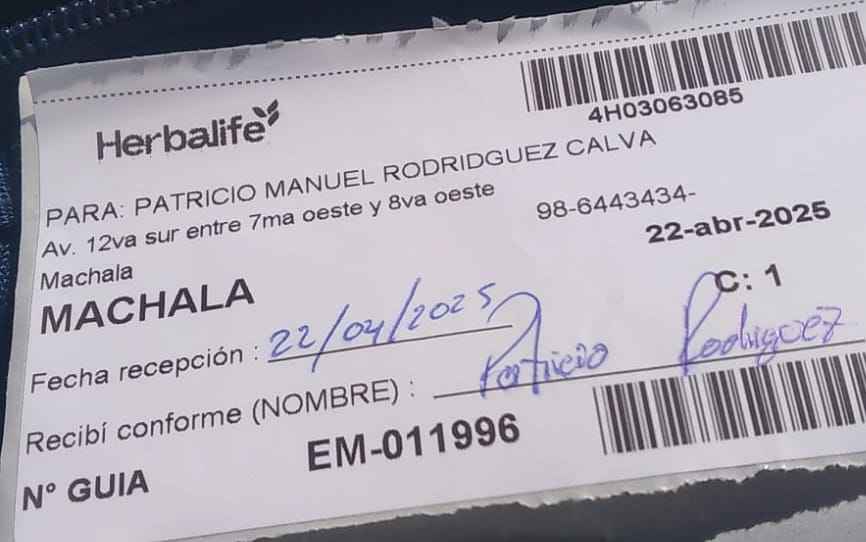 Herbalife
4H03063085
PARA: PATRICIO MANUEL RODRIDGUEZ CALVA
Av. 12va sur entre 7ma oeste y 8va oeste
98-6443434-
Machala
22-abr-2025
MACHALA
C: 1
Fecha recepción : 22/04/2025
Recibí conforme (NOMBRE) : Patricio Rodriguez
Nº GUIA EM-011996